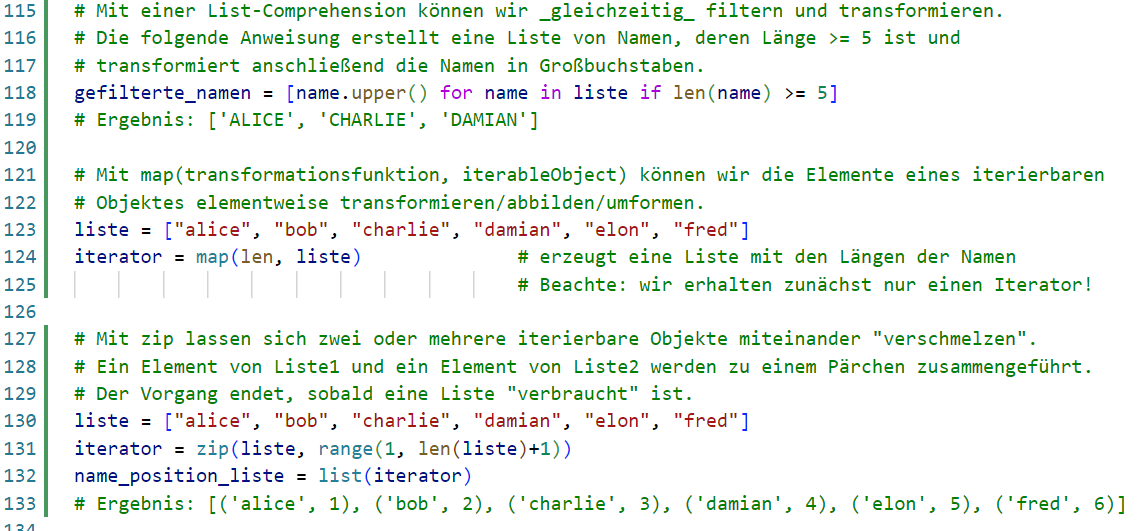 115 # Mit einer List-Comprehension können wir _gleichzeitig_ filtern und transformieren.
116 # Die folgende Anweisung erstellt eine Liste von Namen, deren Länge >= 5 ist und
117 # transformiert anschließend die Namen in Großbuchstaben.
118 gefilterte_namen = [name.upper() for name in liste if len(name) >= 5]
119 # Ergebnis: ['ALICE', 'CHARLIE', 'DAMIAN']
120
121 # Mit map(transformationsfunktion, iterableObject) können wir die Elemente eines iterierbaren
122 # Objektes elementweise transformieren/abbilden/umformen.
123 liste = ["alice", "bob", "charlie", "damian", "elon", "fred"]
124 iterator = map(len, liste) # erzeugt eine Liste mit den Längen der Namen
125 # Beachte: wir erhalten zunächst nur einen Iterator!
126
127 # Mit zip lassen sich zwei oder mehrere iterierbare Objekte miteinander "verschmelzen".
128 # Ein Element von Liste1 und ein Element von Liste2 werden zu einem Pärchen zusammengeführt.
129 # Der Vorgang endet, sobald eine Liste "verbraucht" ist.
130 liste = ["alice", "bob", "charlie", "damian", "elon", "fred"]
131 iterator = zip(liste, range(1, len(liste)+1))
132 name_position_liste = list(iterator)
133 # Ergebnis: [('alice', 1), ('bob', 2), ('charlie', 3), ('damian', 4), ('elon', 5), ('fred', 6)]
134